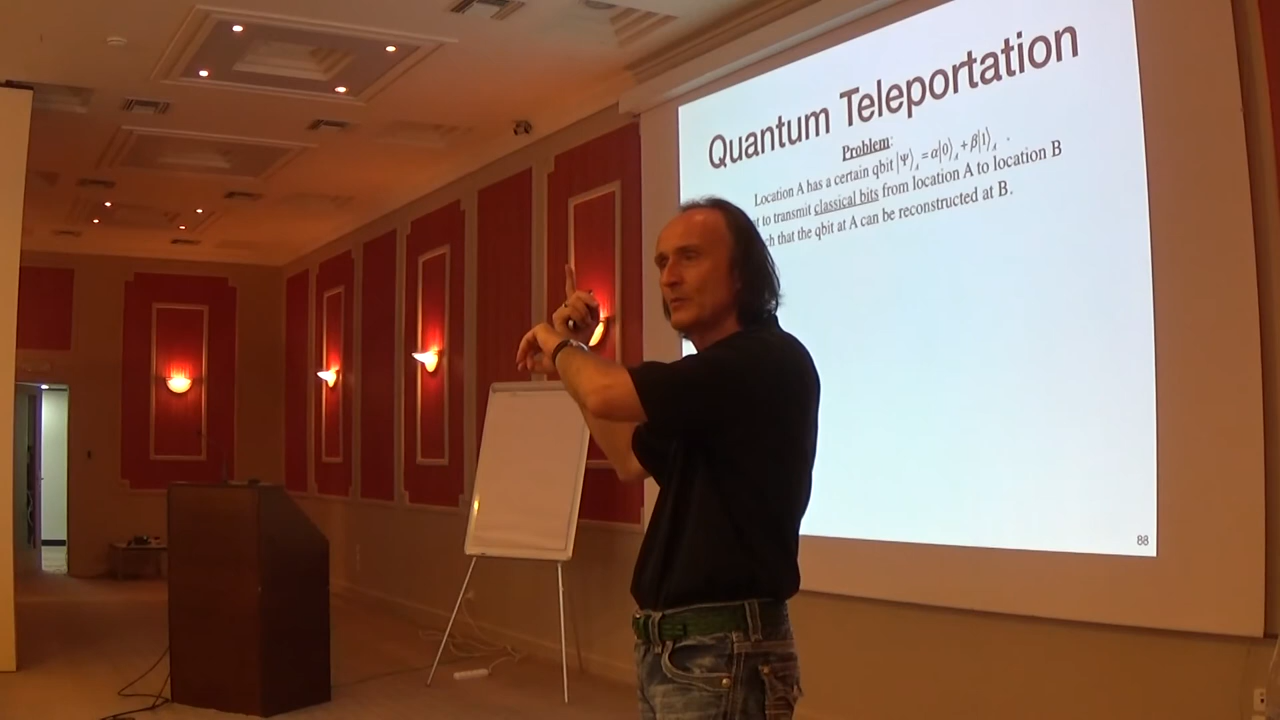 Quantum Teleportation
Problem:
Location A has a certain qbit |Ψ⟩_A = α|0⟩_A + β|1⟩_A .
to transmit classical bits from location A to location B
that the qbit at A can be reconstructed at B.
88